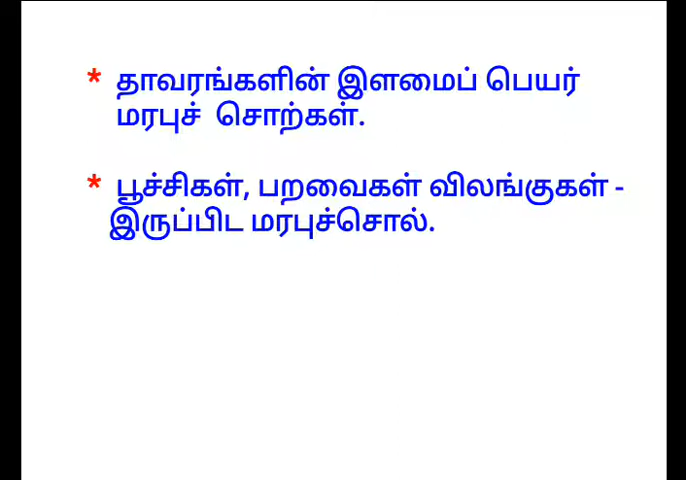 * தாவரங்களின் இளமைப் பெயர்
மரபுச் சொற்கள்.
* பூச்சிகள், பறவைகள் விலங்குகள் -
இருப்பிட மரபுச்சொல்.